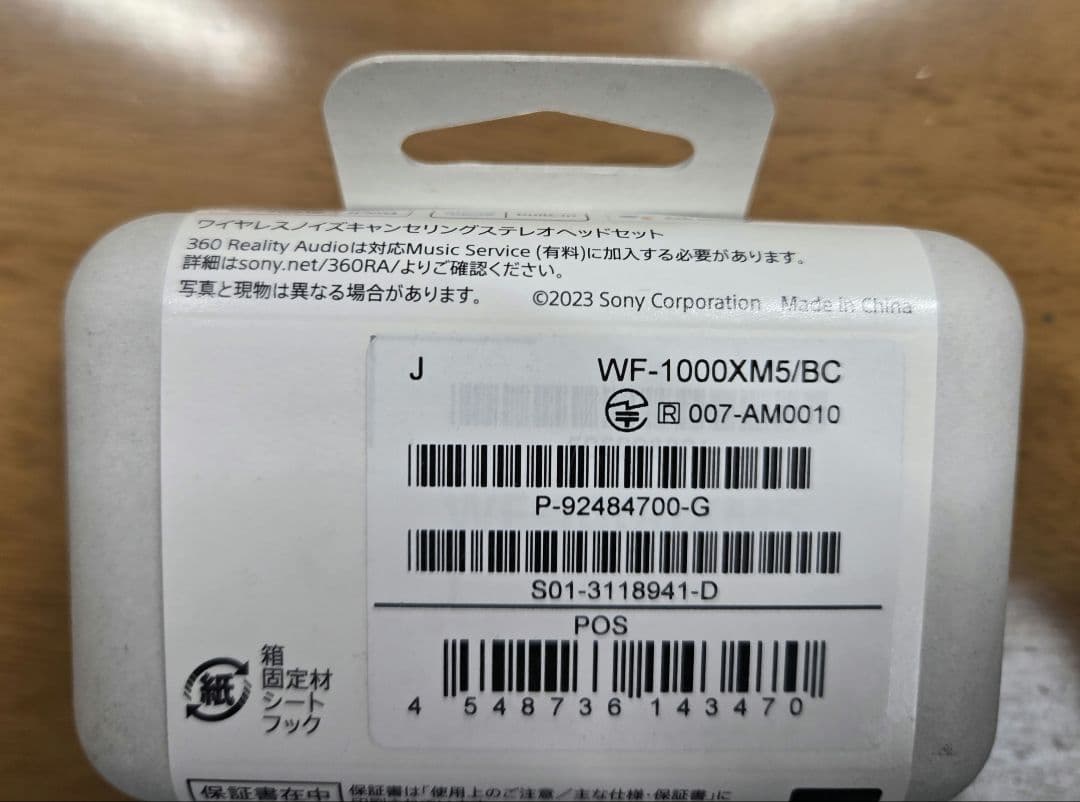 ワイヤレスノイズキャンセリングステレオヘッドセット
360 Reality Audioは対応Music Service (有料)に加入する必要があります。
詳細はsony.net/360RA/よりご確認ください。
写真と現物は異なる場合があります。 ©2023 Sony Corporation Made in China
J WF-1000XM5/BC
R 007-AM0010
P-92484700-G
S01-3118941-D
POS
4 548736 143470
紙
箱
固定材
シート
フック
保証書在中
保証書は「使用上のご注意/主な仕様・保証書」に